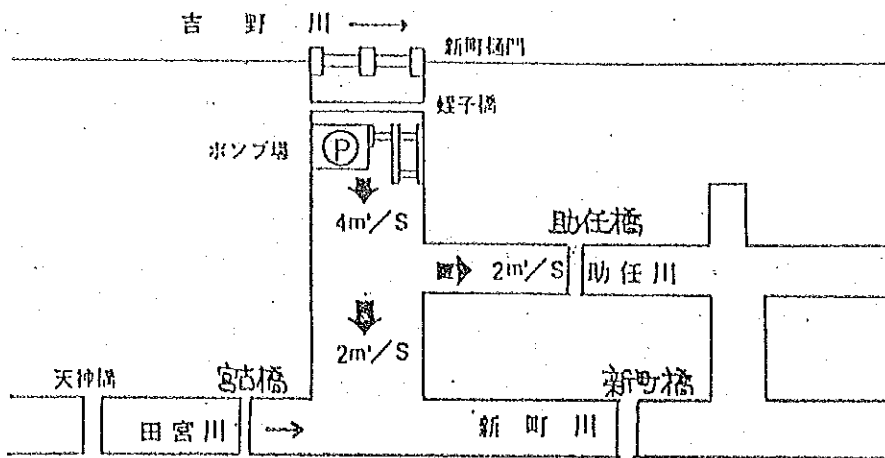 吉野川
新町樋門
蛭子橋
ポンプ場
P
4m³/S
助任橋
2m³/S
助任川
2m³/S
天神橋
宮古橋
新町橋
田宮川
新町川